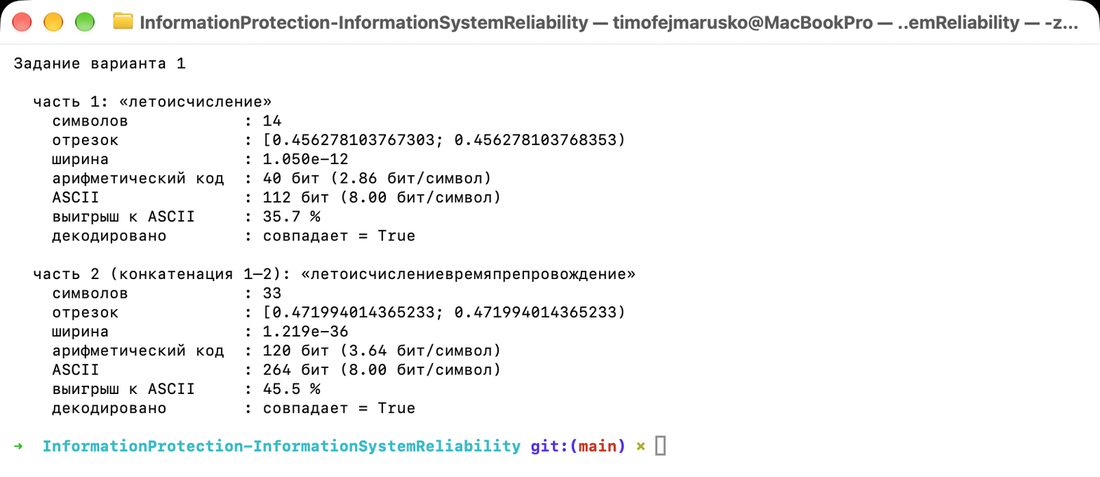 InformationProtection-InformationSystemReliability — timofejmarusko@MacBookPro — ..emReliability — -z...
Задание варианта 1
часть 1: «летоисчисление»
символов : 14
отрезок : [0.456278103767303; 0.456278103768353)
ширина : 1.050e-12
арифметический код : 40 бит (2.86 бит/символ)
ASCII : 112 бит (8.00 бит/символ)
выигрыш к ASCII : 35.7 %
декодировано : совпадает = True
часть 2 (конкатенация 1–2): «летоисчислениевремяпрепровождение»
символов : 33
отрезок : [0.471994014365233; 0.471994014365233)
ширина : 1.219e-36
арифметический код : 120 бит (3.64 бит/символ)
ASCII : 264 бит (8.00 бит/символ)
выигрыш к ASCII : 45.5 %
декодировано : совпадает = True
➜ InformationProtection-InformationSystemReliability git:(main) ✗